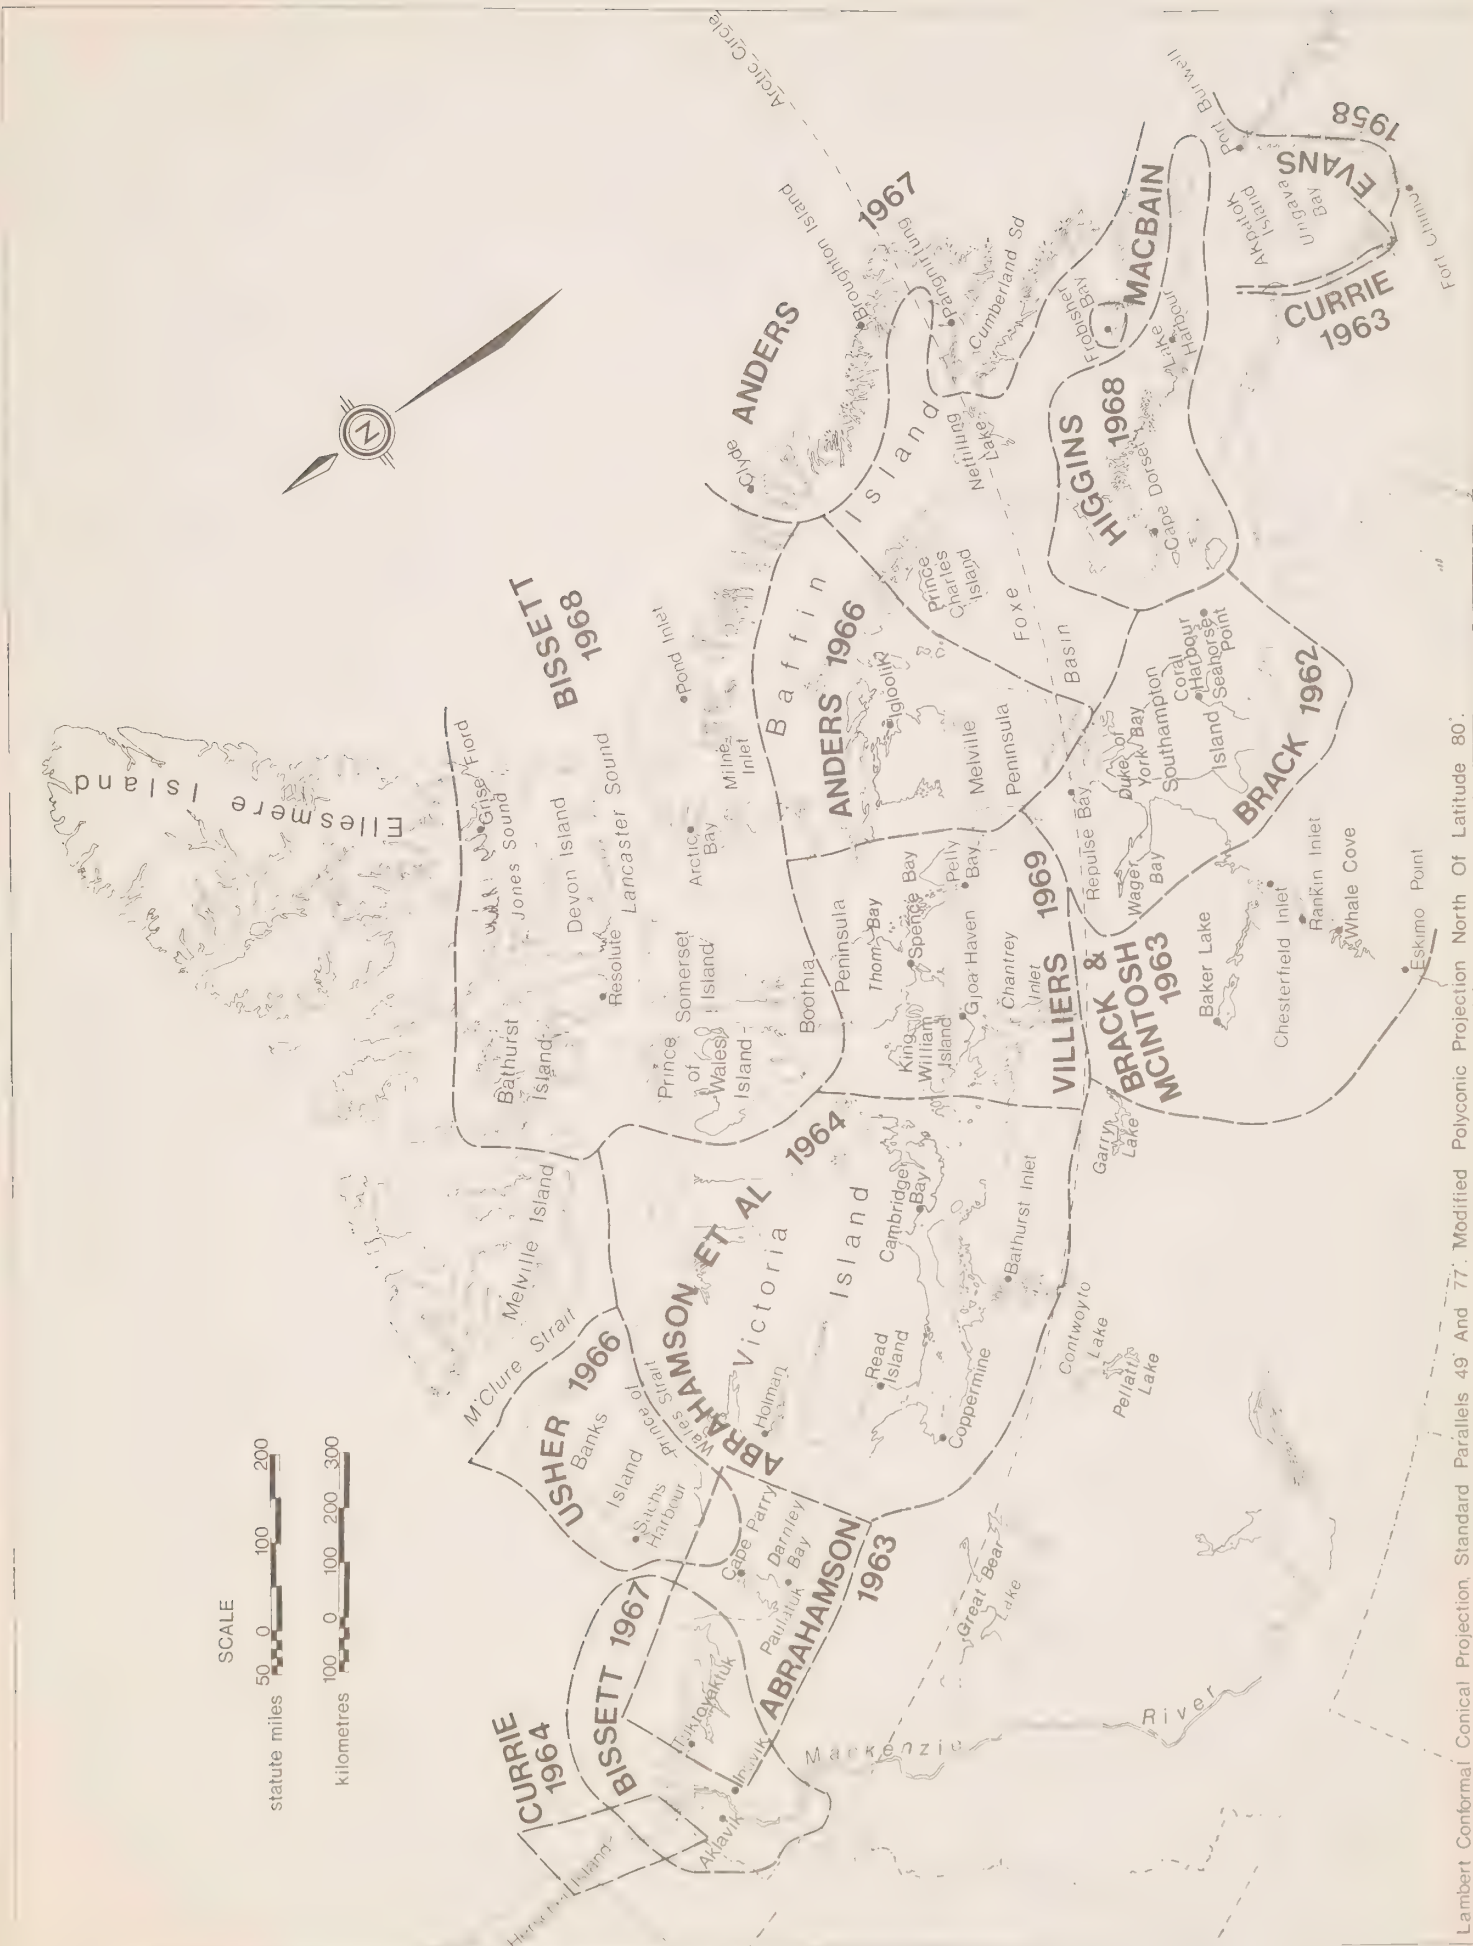 SCALE
50 0 100 200
statute miles
100 0 100 200 300
kilometres
N
Ellesmere Island
Grise Fiord
Jones Sound
Devon Island
Resolute
Lancaster Sound
Bathurst
Island
BISSETT
1968
Pond Inlet
Milne
Inlet
Arctic
Bay
Somerset
Island
Prince
of
Wales
Island
Melville Island
M'Clure Strait
USHER 1966
Banks
Island
Sachs
Harbour
Prince of
Wales Strait
ABRAHAMSON ET AL
1964
Victoria
Island
Holman
Read
Island
Cambridge
Bay
Coppermine
Bathurst Inlet
Contwoyto
Lake
Pellatt
Lake
Garry
Lake
CURRIE
1964
BISSETT 1967
Aklavik
Inuvik
Cape Parry
Darnley
Bay
Paulatuk
ABRAHAMSON
1963
Great Bear
Lake
Mackenzie
River
Boothia
Peninsula
Thom Bay
Spence Bay
Pelly
Bay
King
William
Island
Gjoa Haven
Chantrey
Inlet
VILLIERS 1969
BRACK &
MCINTOSH
1963
Baker Lake
Chesterfield Inlet
Rankin Inlet
Whale Cove
Eskimo Point
Baffin
Island
ANDERS 1966
Igloolik
Melville
Peninsula
Repulse Bay
Wager
Bay
Duke of
York Bay
Southampton
Island
Coral
Harbour
Seahorse
Point
BRACK 1962
Foxe
Basin
Prince
Charles
Island
Nettilling
Lake
Clyde
ANDERS
1967
Broughton Island
Pangnirtung
Cumberland Sd
Arctic Circle
HIGGINS
1968
Cape Dorset
Lake
Harbour
Frobisher
Bay
MACBAIN
Port Burwell
Akpatok
Island
Ungava
Bay
EVANS
1958
CURRIE
1963
Fort Chimo
Lambert Conformal Conical Projection, Standard Parallels 49° And 77°. Modified Polyconic Projection North Of Latitude 80°.